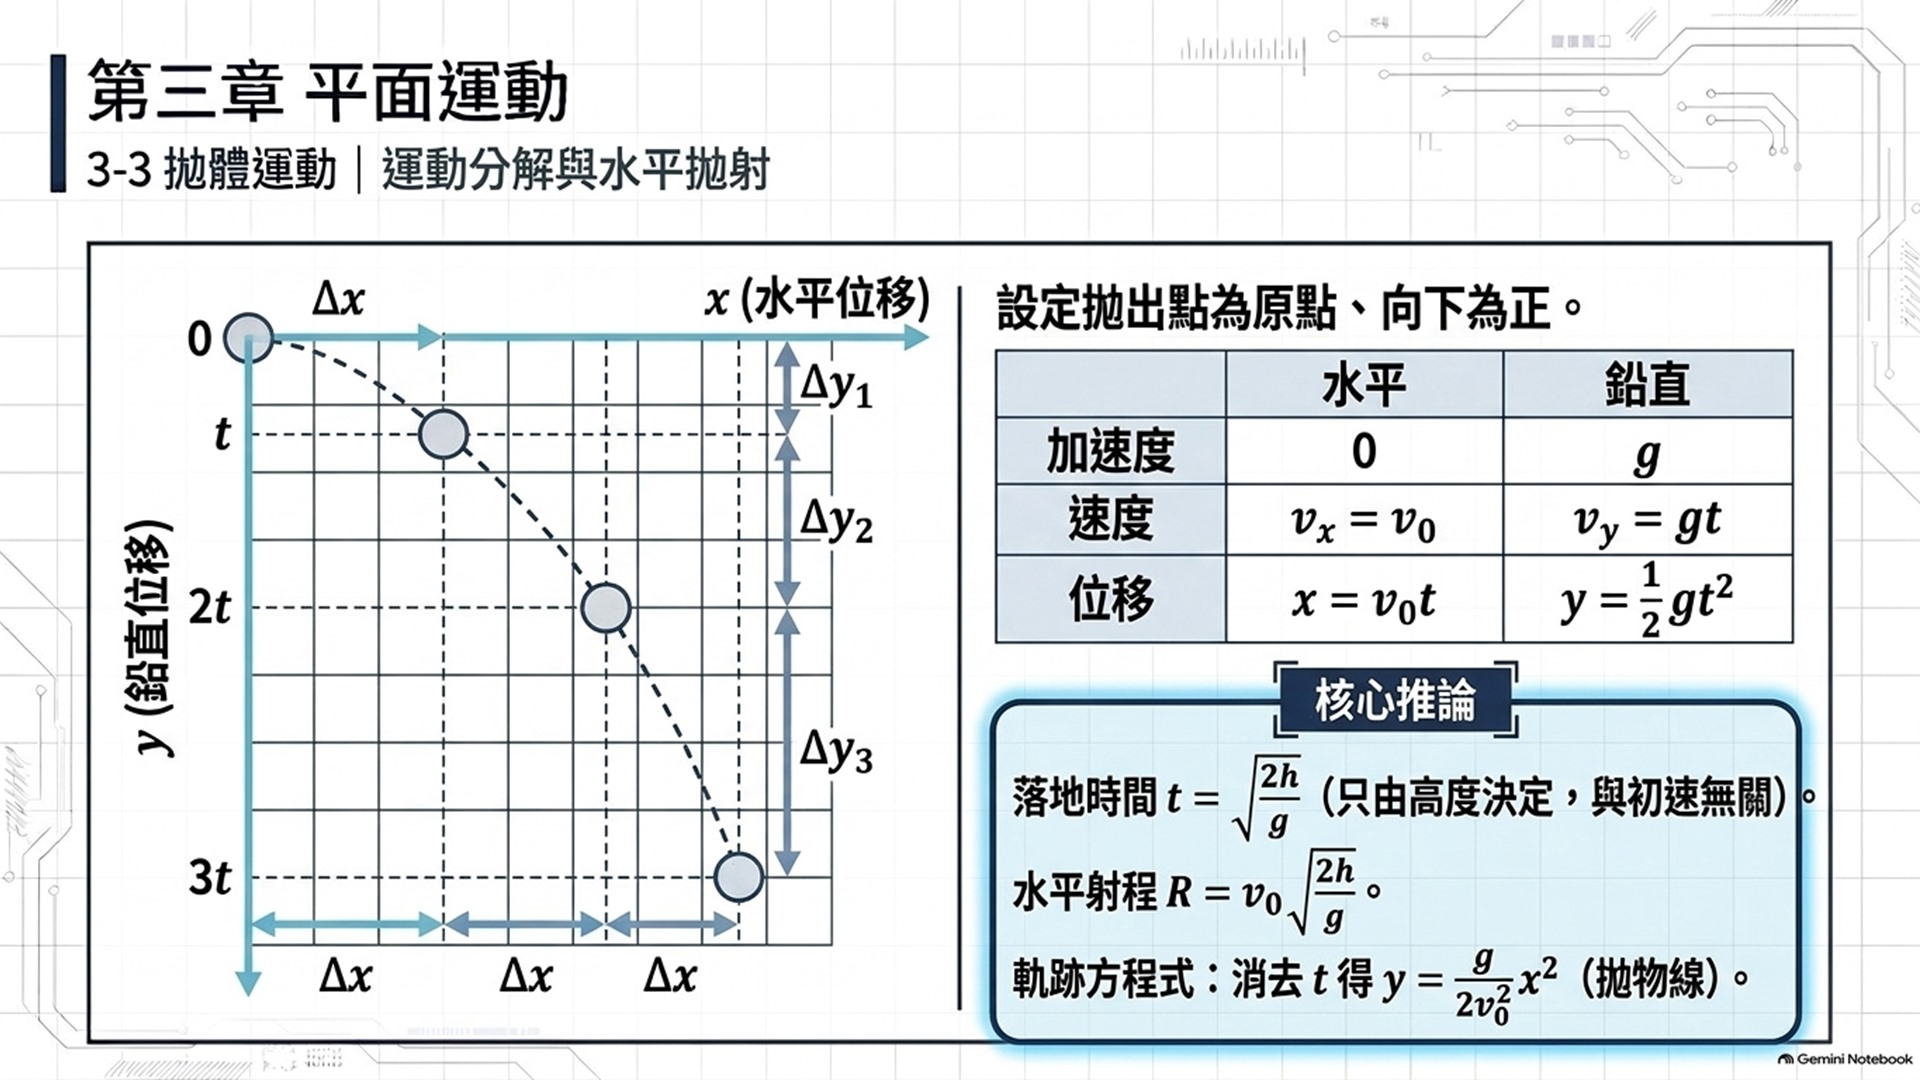 第三章 平面運動
3-3 拋體運動｜運動分解與水平拋射
Δx
x (水平位移)
0
t
2t
3t
y (鉛直位移)
Δy₁
Δy₂
Δy₃
Δx Δx Δx
設定拋出點為原點、向下為正。
水平 鉛直
加速度 0 g
速度 vₓ = v₀ v_y = gt
位移 x = v₀t y = 1/2 gt²
核心推論
落地時間 t = √(2h/g)（只由高度決定，與初速無關）。
水平射程 R = v₀√(2h/g)。
軌跡方程式：消去 t 得 y = g/(2v₀²) x²（拋物線）。
Gemini Notebook